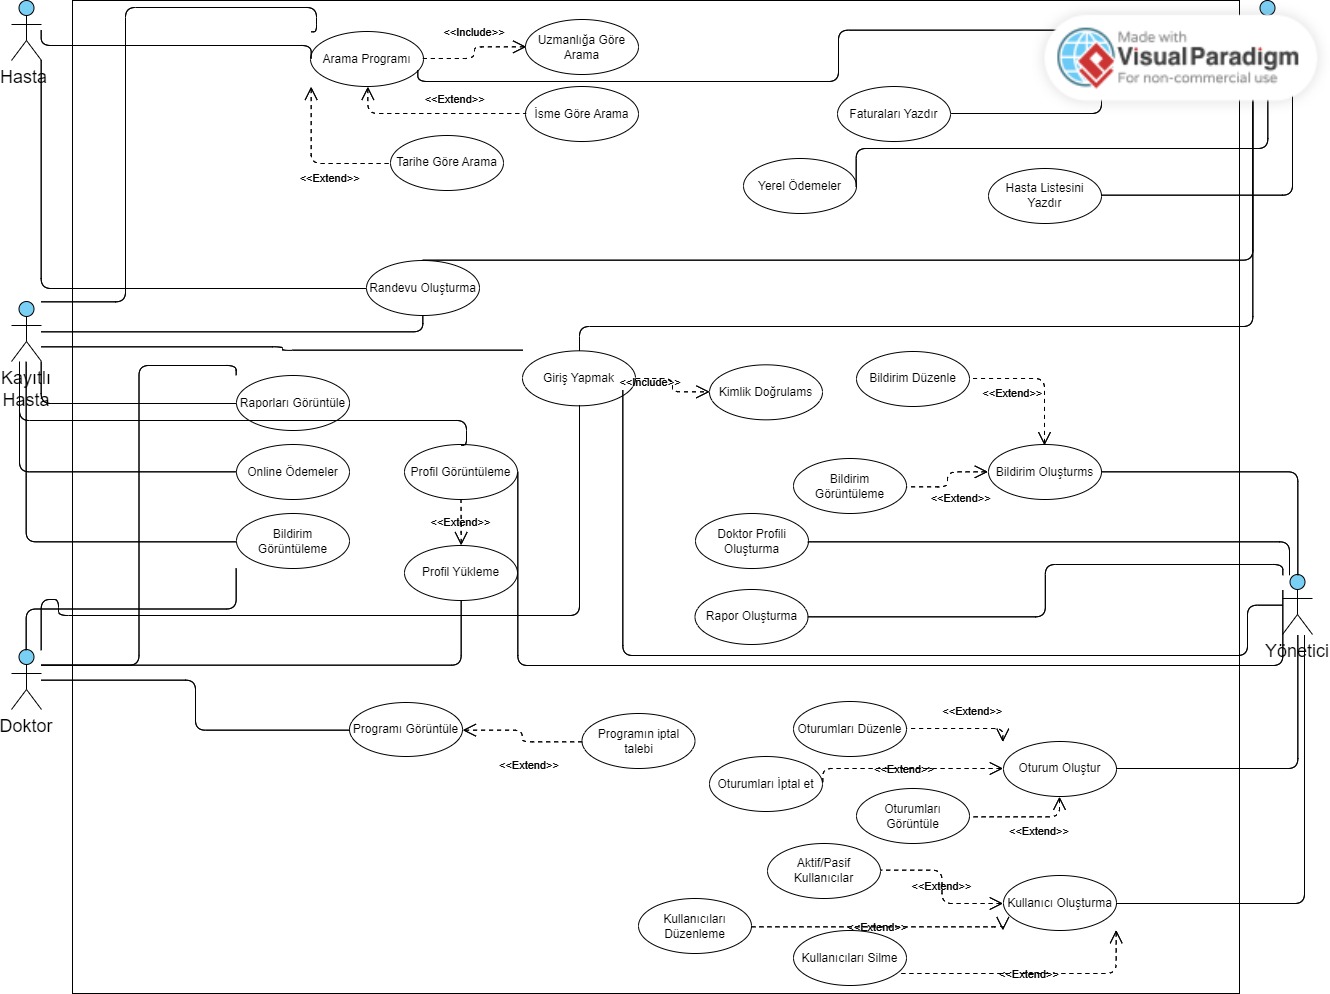 Hasta
Arama Programı
<<Include>>
Uzmanlığa Göre
Arama
Made with
Visual Paradigm
For non-commercial use
<<Extend>>
İsme Göre Arama
Faturaları Yazdır
Tarihe Göre Arama
<<Extend>>
Yerel Ödemeler
Hasta Listesini
Yazdır
Randevu Oluşturma
Kayıtlı
Hasta
Giriş Yapmak
<<Include>>
Kimlik Doğrulams
Bildirim Düzenle
<<Extend>>
Raporları Görüntüle
Online Ödemeler
Profil Görüntüleme
Bildirim
Görüntüleme
<<Extend>>
Bildirim Oluşturms
<<Extend>>
Bildirim
Görüntüleme
Doktor Profili
Oluşturma
Profil Yükleme
Rapor Oluşturma
Yönetici
Doktor
Programı Görüntüle
Programın iptal
talebi
<<Extend>>
Oturumları Düzenle
<<Extend>>
Oturumları İptal et
<<Extend>>
Oturum Oluştur
Oturumları
Görüntüle
<<Extend>>
Aktif/Pasif
Kullanıcılar
<<Extend>>
Kullanıcı Oluşturma
Kullanıcıları
Düzenleme
<<Extend>>
Kullanıcıları Silme
<<Extend>>